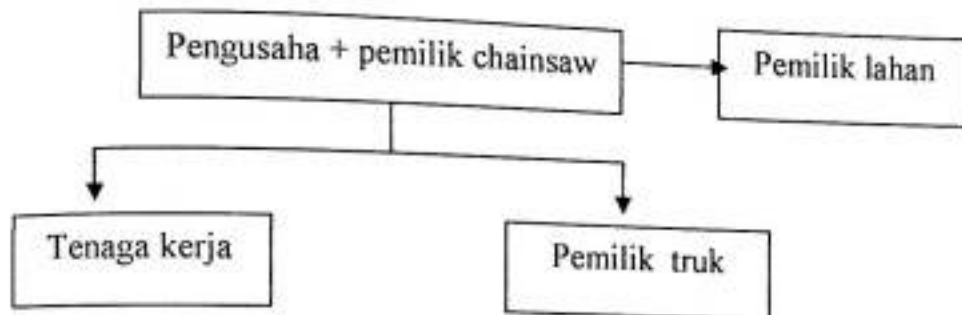 Pengusaha + pemilik chainsaw
Pemilik lahan
Tenaga kerja
Pemilik truk